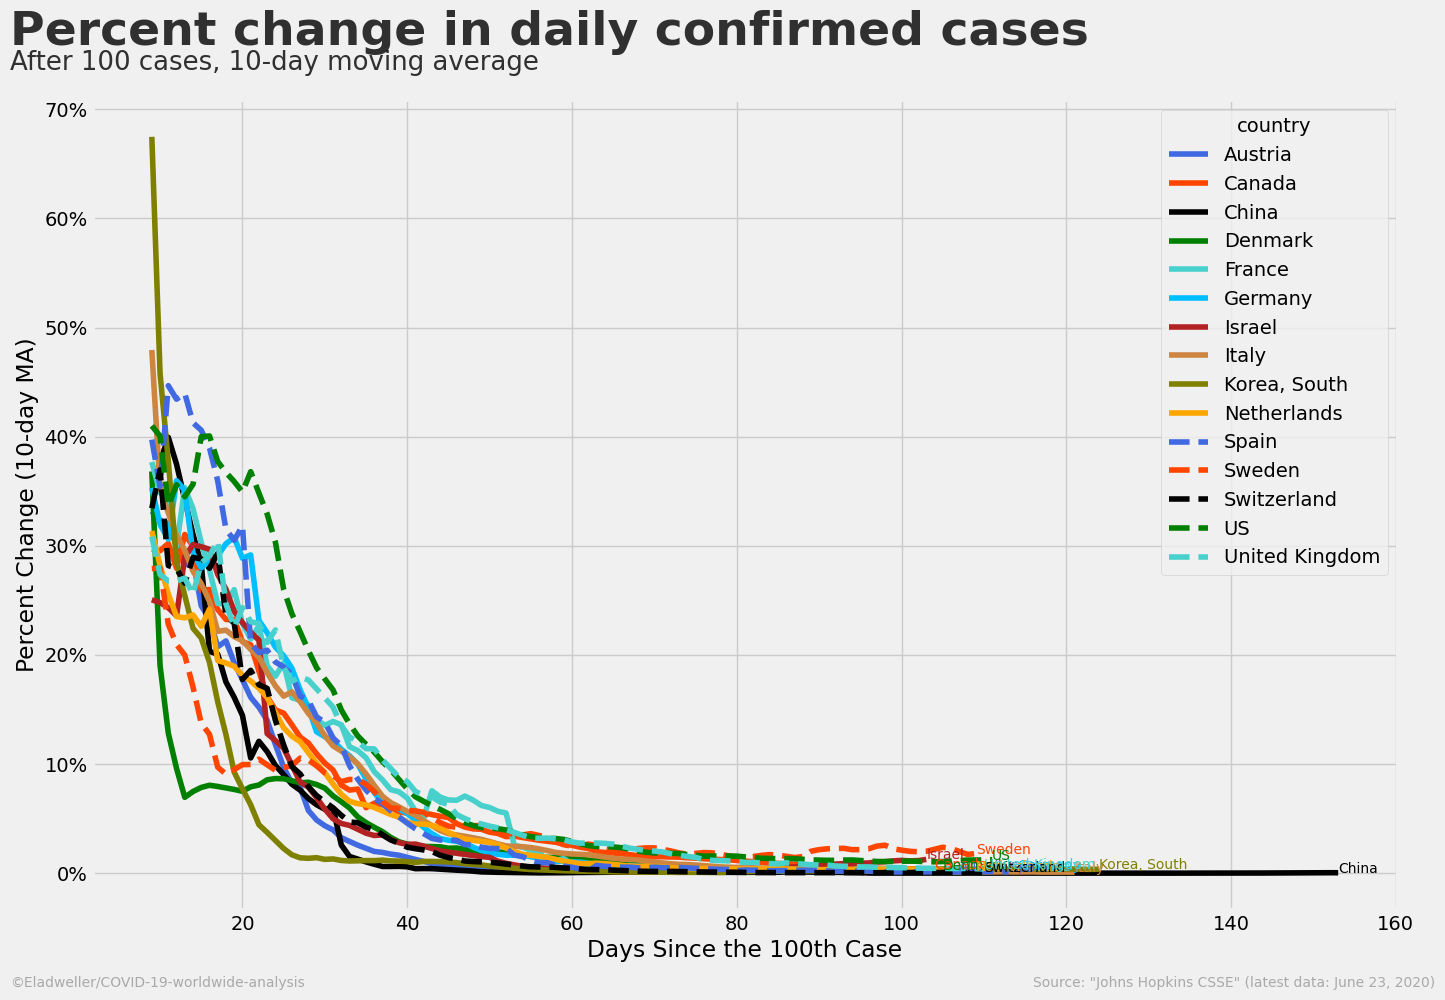 Percent change in daily confirmed cases
After 100 cases, 10-day moving average
Percent Change (10-day MA)
70%
60%
50%
40%
30%
20%
10%
0%
country
Austria
Canada
China
Denmark
France
Germany
Israel
Italy
Korea, South
Netherlands
Spain
Sweden
Switzerland
US
United Kingdom
Sweden
Israel
US
Switzerland
Korea, South
China
20
40
60
80
100
120
140
160
Days Since the 100th Case
©Eladweller/COVID-19-worldwide-analysis
Source: "Johns Hopkins CSSE" (latest data: June 23, 2020)